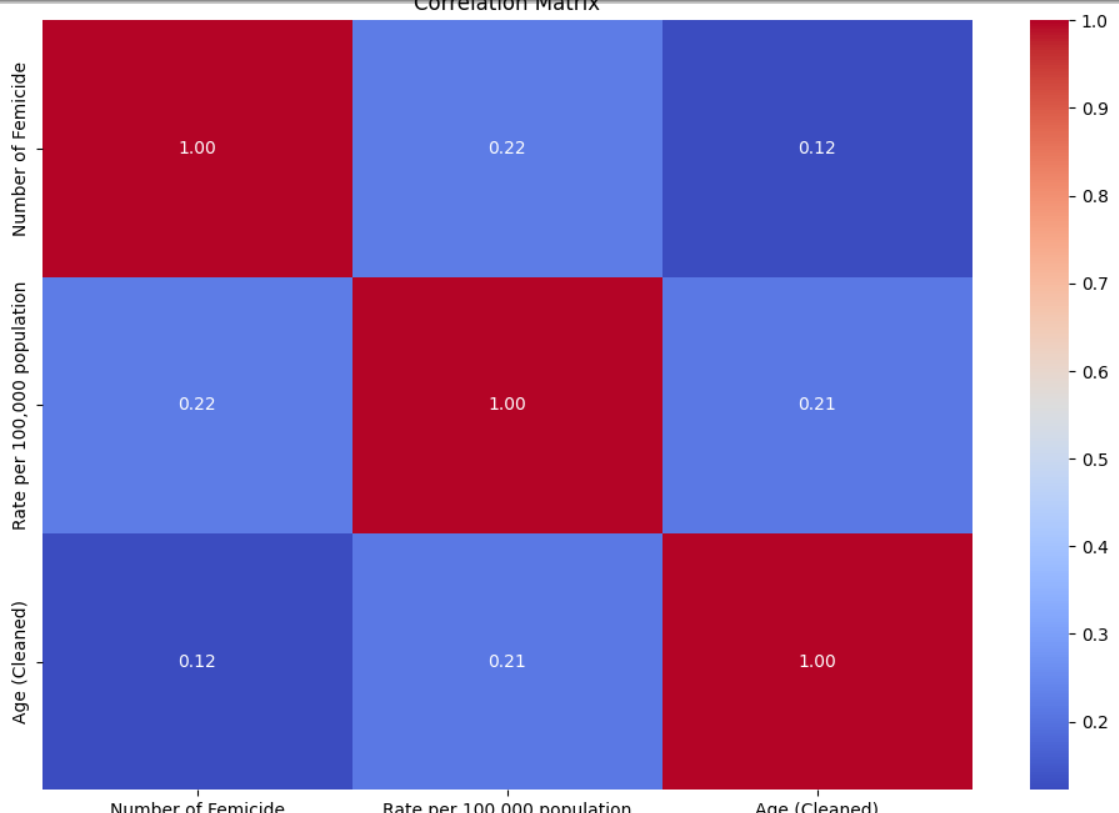 Correlation Matrix
Number of Femicide
Rate per 100,000 population
Age (Cleaned)
1.00 0.22 0.12
0.22 1.00 0.21
0.12 0.21 1.00
Number of Femicide Rate per 100,000 population Age (Cleaned)
1.0
0.9
0.8
0.7
0.6
0.5
0.4
0.3
0.2